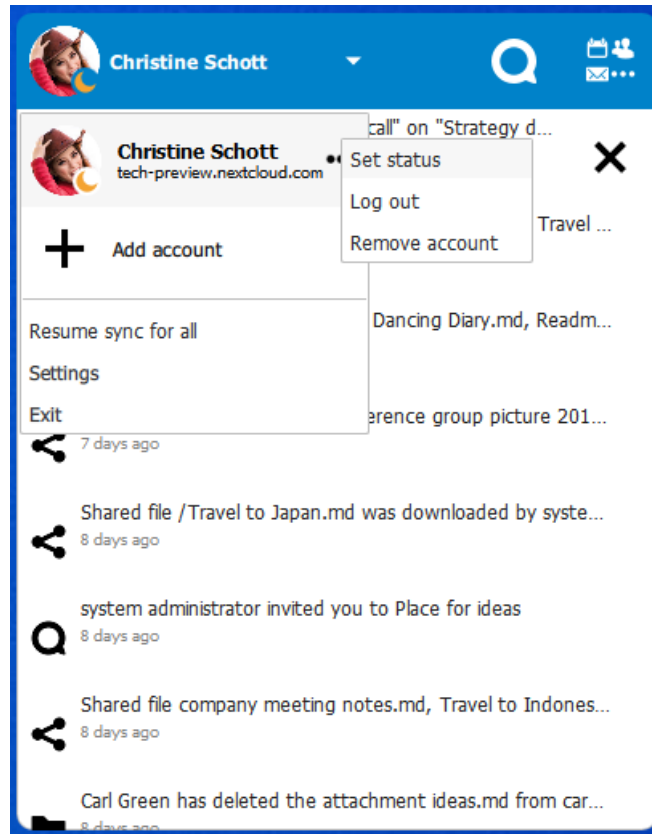 Christine Schott
call" on "Strategy d...
Christine Schott
tech-preview.nextcloud.com
Set status
Log out
Remove account
Travel ...
Add account
Dancing Diary.md, Readm...
Resume sync for all
Settings
Exit
erence group picture 201...
7 days ago
Shared file /Travel to Japan.md was downloaded by syste...
8 days ago
system administrator invited you to Place for ideas
8 days ago
Shared file company meeting notes.md, Travel to Indones...
8 days ago
Carl Green has deleted the attachment ideas.md from car...
8 days ago